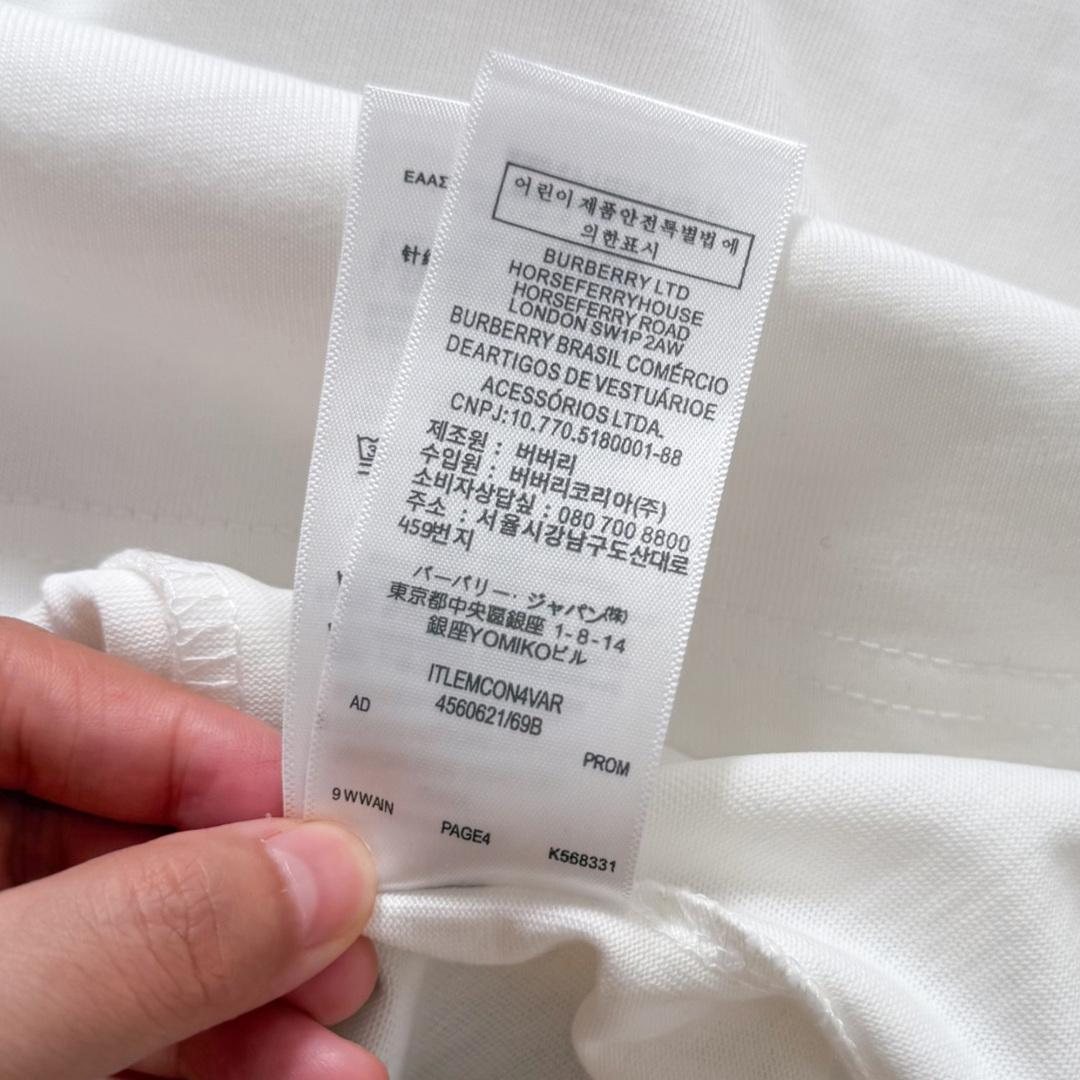 어린이제품안전특별법에
의한표시
BURBERRY LTD
HORSEFERRYHOUSE
HORSEFERRY ROAD
LONDON SW1P 2AW
BURBERRY BRASIL COMÉRCIO
DEARTIGOS DE VESTUÁRIOE
ACESSÓRIOS LTDA.
CNPJ:10.770.5180001-88
제조원 : 버버리
수입원 : 버버리코리아(주)
소비자상답싶 : 080 700 8800
주소 : 서울시강남구도산대로
459번지
バーバリー・ジャパン㈱
東京都中央區銀座 1-8-14
銀座YOMIKOビル
ITLEMCON4VAR
4560621/69B
AD
PROM
9 WWAIN
PAGE4
K568331
ΕΛΑΣ